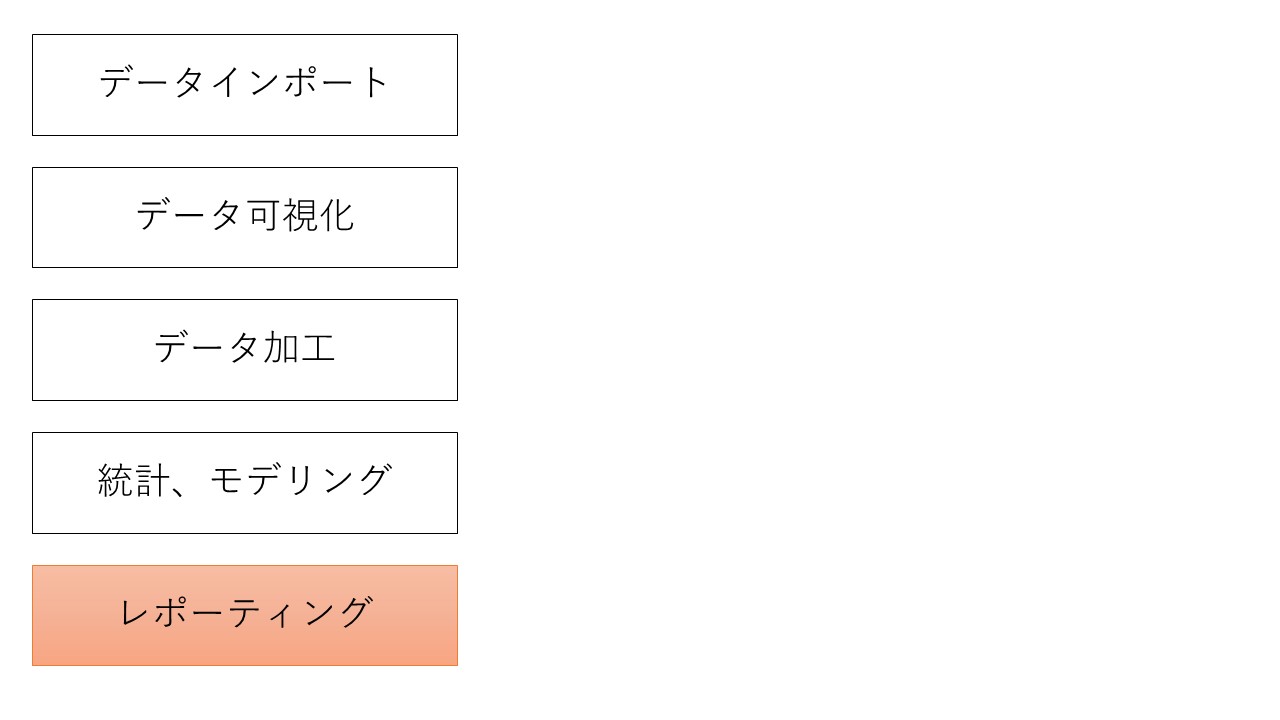 データインポート
データ可視化
データ加工
統計、モデリング
レポーティング